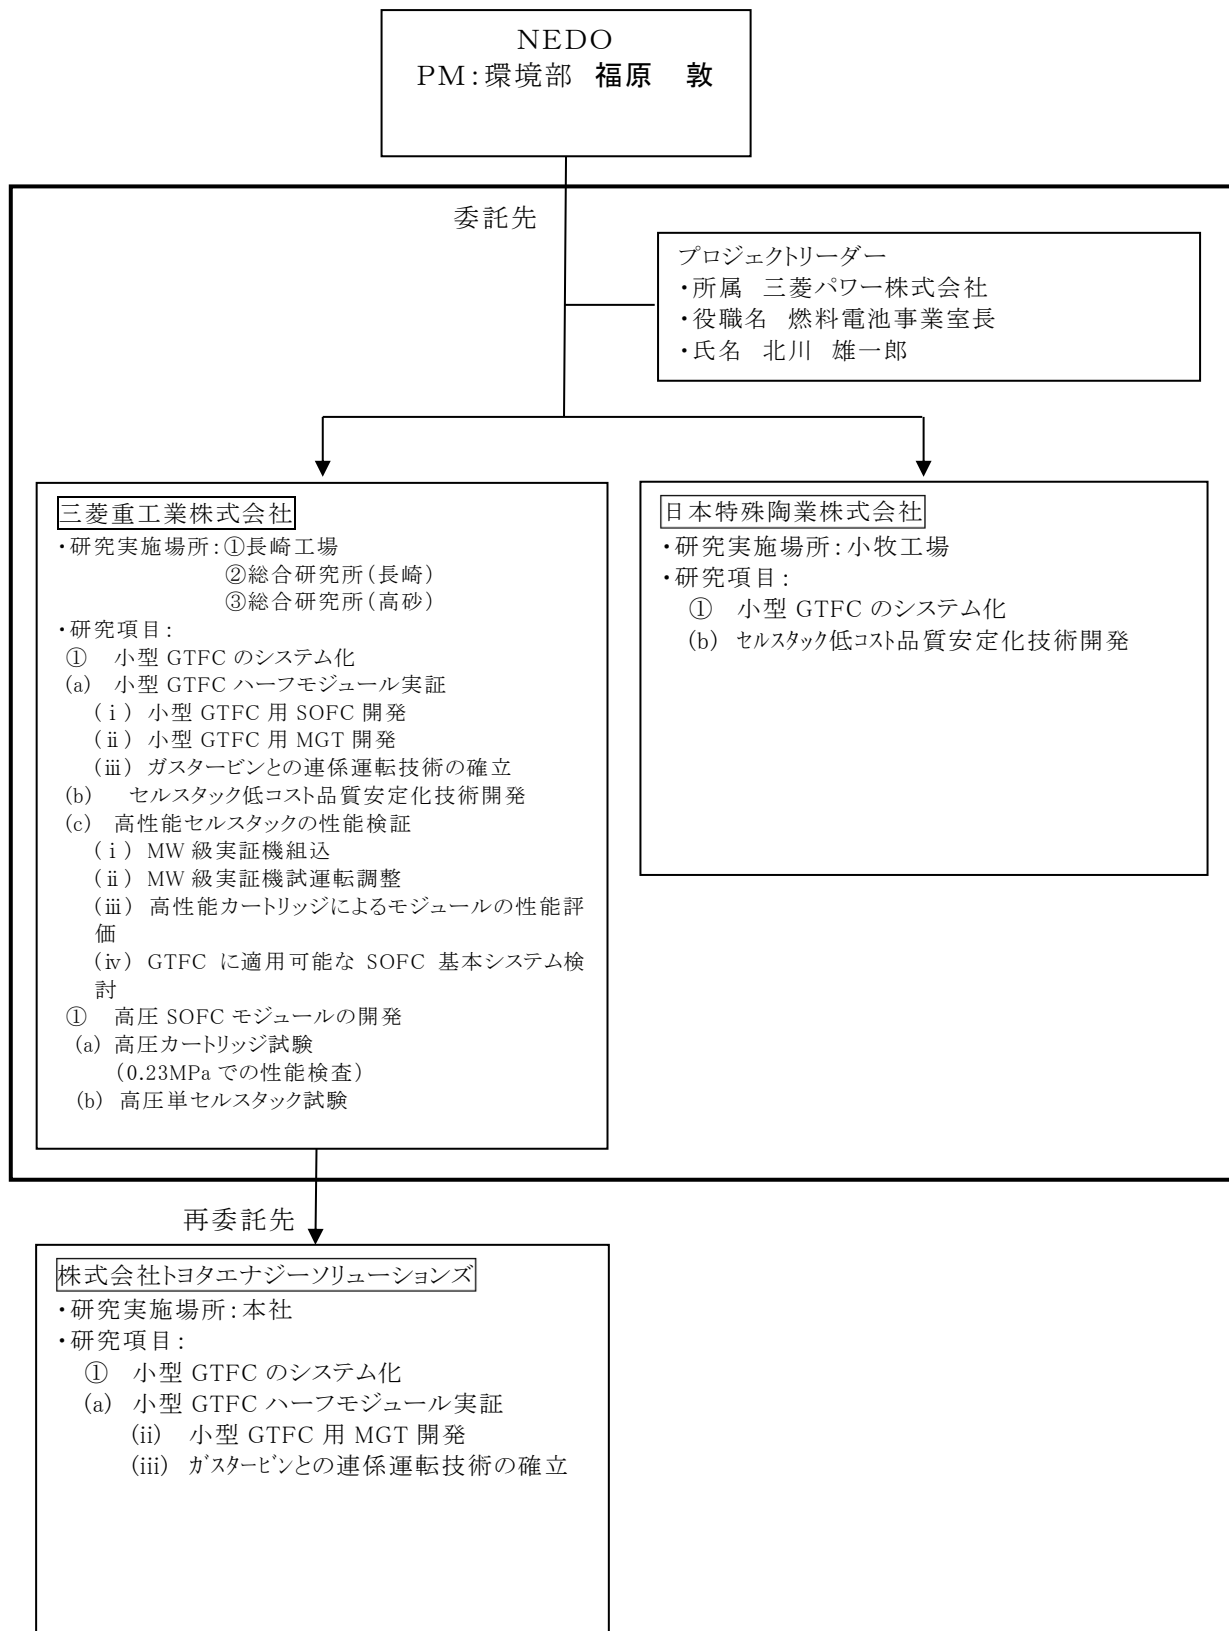 NEDO
PM：環境部　福原　敦
委託先
プロジェクトリーダー
・所属　三菱パワー株式会社
・役職名　燃料電池事業室長
・氏名　北川　雄一郎
三菱重工業株式会社
・研究実施場所：①長崎工場
②総合研究所（長崎）
③総合研究所（高砂）
・研究項目：
①　小型 GTFC のシステム化
(a)　小型 GTFC ハーフモジュール実証
（ⅰ）小型 GTFC 用 SOFC 開発
（ⅱ）小型 GTFC 用 MGT 開発
（ⅲ）ガスタービンとの連係運転技術の確立
(b)　セルスタック低コスト品質安定化技術開発
(c)　高性能セルスタックの性能検証
（ⅰ）MW 級実証機組込
（ⅱ）MW 級実証機試運転調整
（ⅲ）高性能カートリッジによるモジュールの性能評
価
（ⅳ）GTFC に適用可能な SOFC 基本システム検
討
①　高圧 SOFC モジュールの開発
(a) 高圧カートリッジ試験
（0.23MPa での性能検査）
(b) 高圧単セルスタック試験
日本特殊陶業株式会社
・研究実施場所：小牧工場
・研究項目：
①　小型 GTFC のシステム化
(b) ｾﾙｽﾀｯｸ低ｺｽﾄ品質安定化技術開発
再委託先
株式会社トヨタエナジーソリューションズ
・研究実施場所：本社
・研究項目：
①　小型 GTFC のシステム化
(a) 小型 GTFC ハーフモジュール実証
(ii)　小型 GTFC 用 MGT 開発
(iii)　ｶﾞｽﾀｰﾋﾞﾝとの連係運転技術の確立